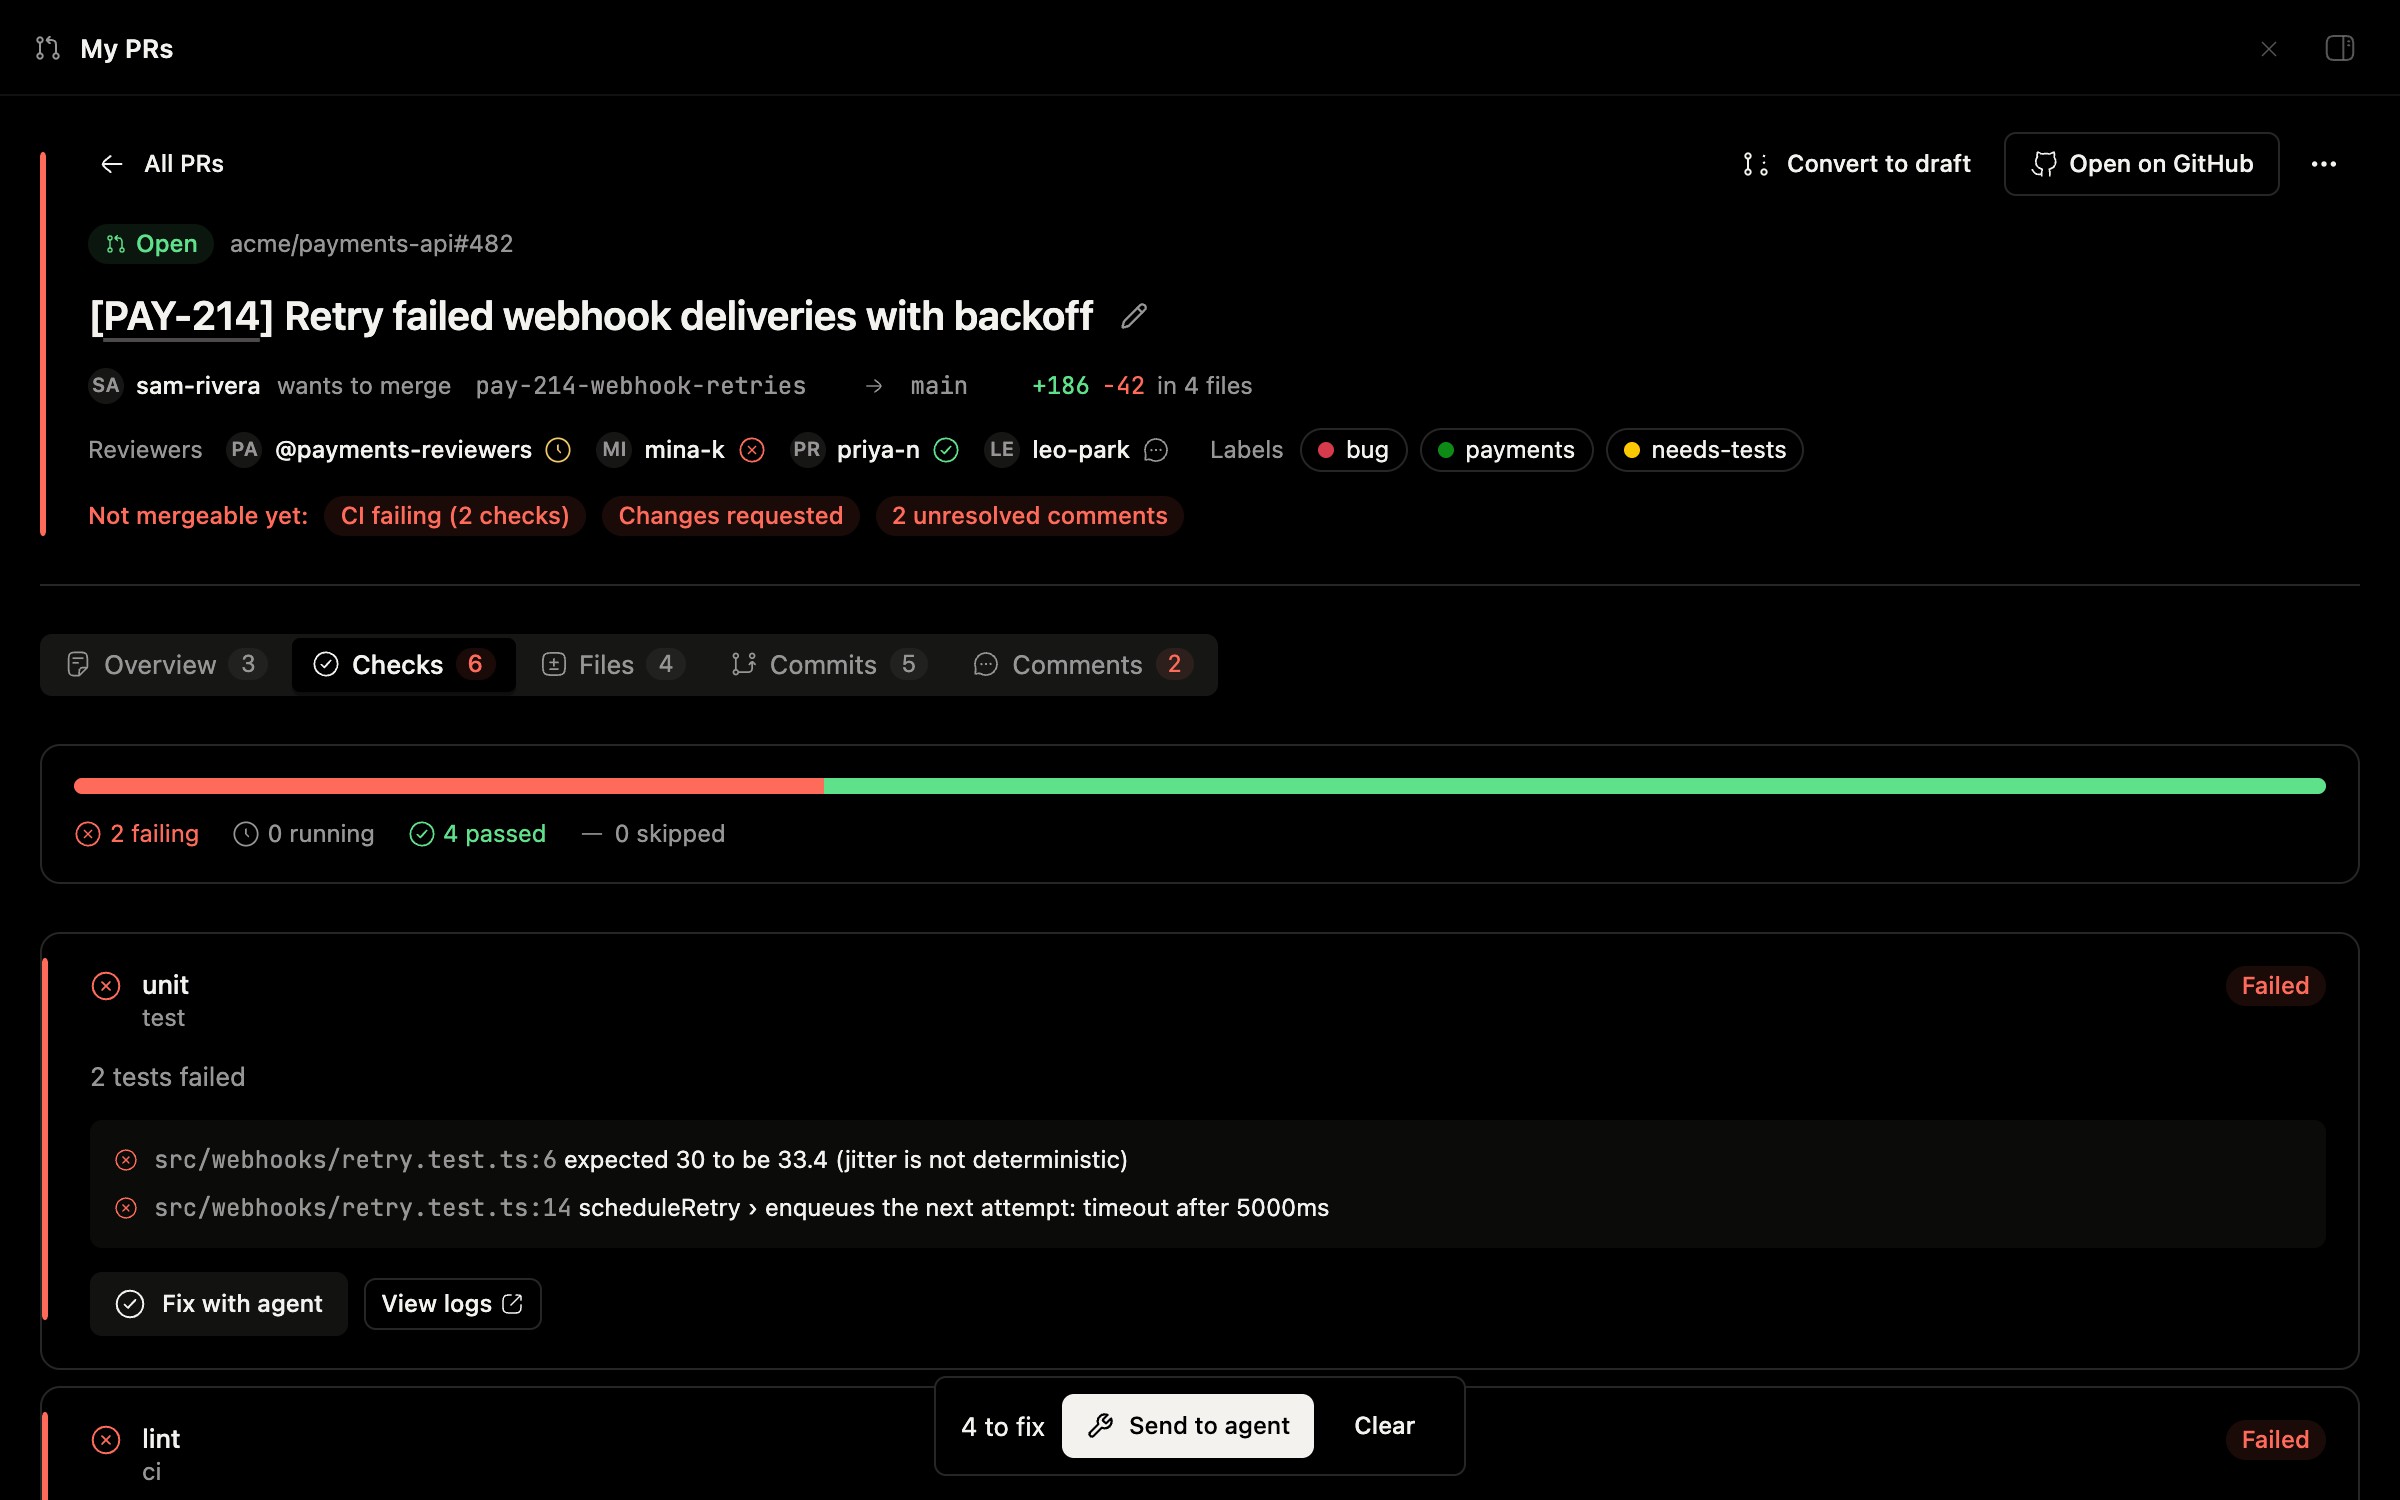 My PRs
All PRs
Convert to draft
Open on GitHub
Open acme/payments-api#482
[PAY-214] Retry failed webhook deliveries with backoff
SA sam-rivera wants to merge pay-214-webhook-retries → main +186 -42 in 4 files
Reviewers PA @payments-reviewers MI mina-k PR priya-n LE leo-park Labels bug payments needs-tests
Not mergeable yet: CI failing (2 checks) Changes requested 2 unresolved comments
Overview 3 Checks 6 Files 4 Commits 5 Comments 2
2 failing 0 running 4 passed — 0 skipped
unit Failed
test
2 tests failed
src/webhooks/retry.test.ts:6 expected 30 to be 33.4 (jitter is not deterministic)
src/webhooks/retry.test.ts:14 scheduleRetry › enqueues the next attempt: timeout after 5000ms
Fix with agent View logs
4 to fix Send to agent Clear
lint Failed
ci